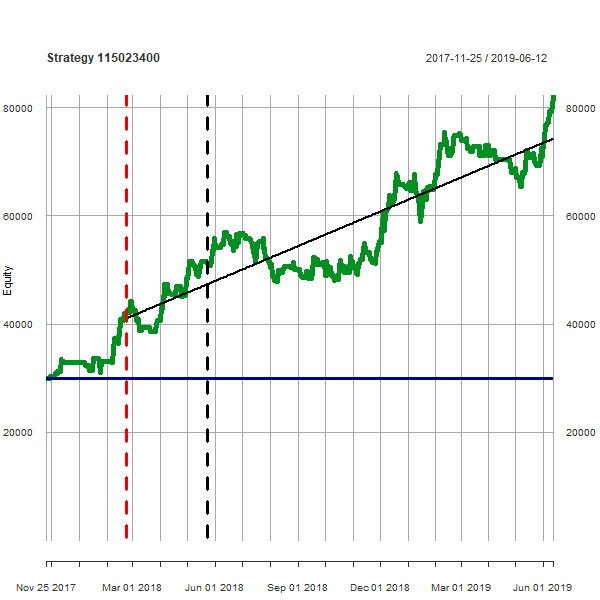 Strategy 115023400
2017-11-25 / 2019-06-12
80000
80000
60000
60000
Equity
40000
40000
20000
20000
Nov 25 2017
Mar 01 2018
Jun 01 2018
Sep 01 2018
Dec 01 2018
Mar 01 2019
Jun 01 2019